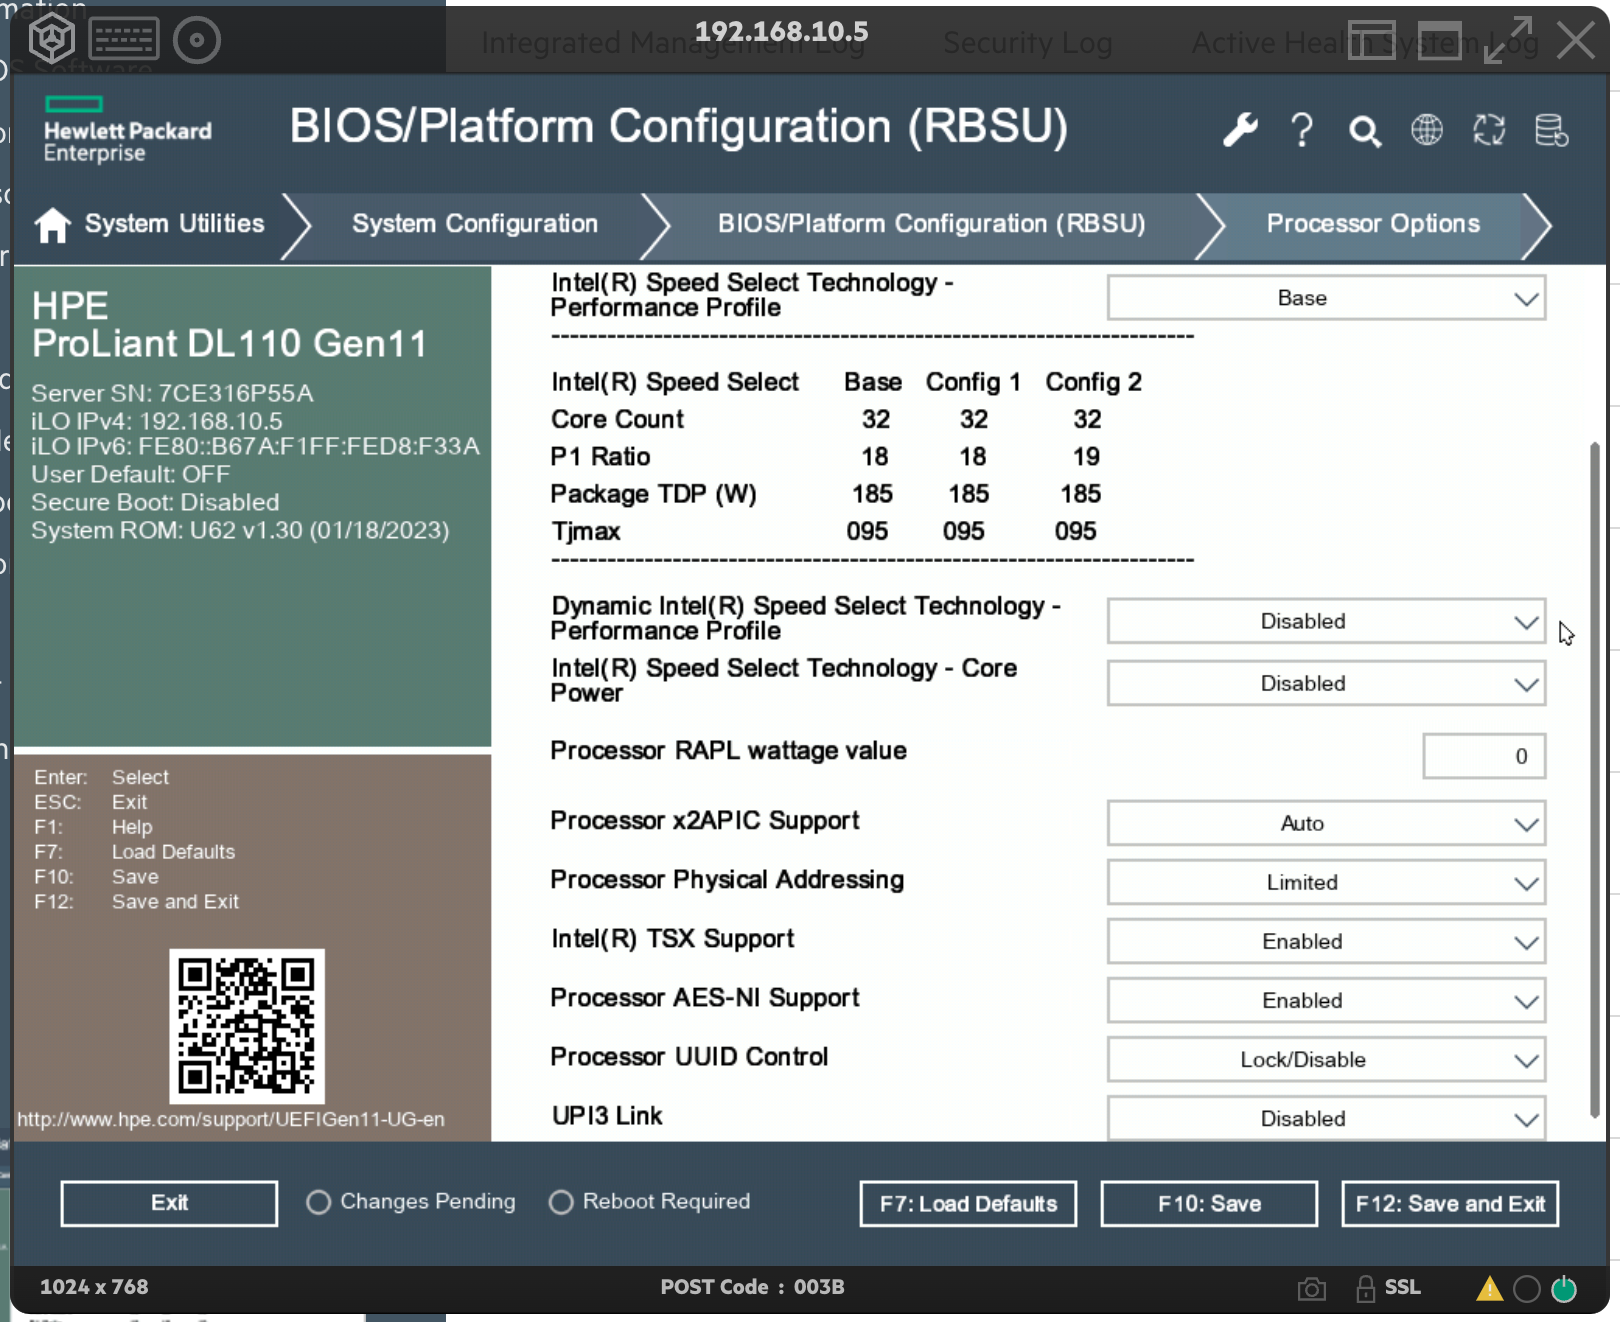 192.168.10.5
Integrated Management Log Security Log Active Health System Log
Hewlett Packard
Enterprise
BIOS/Platform Configuration (RBSU)
System Utilities
System Configuration
BIOS/Platform Configuration (RBSU)
Processor Options
HPE
ProLiant DL110 Gen11
Server SN: 7CE316P55A
iLO IPv4: 192.168.10.5
iLO IPv6: FE80::B67A:F1FF:FED8:F33A
User Default: OFF
Secure Boot: Disabled
System ROM: U62 v1.30 (01/18/2023)
Enter: Select
ESC: Exit
F1: Help
F7: Load Defaults
F10: Save
F12: Save and Exit
http://www.hpe.com/support/UEFIGen11-UG-en
Intel(R) Speed Select Technology -
Performance Profile
Base
------------------------------------------------------------
Intel(R) Speed Select Base Config 1 Config 2
Core Count 32 32 32
P1 Ratio 18 18 19
Package TDP (W) 185 185 185
Tjmax 095 095 095
------------------------------------------------------------
Dynamic Intel(R) Speed Select Technology -
Performance Profile
Disabled
Intel(R) Speed Select Technology - Core
Power
Disabled
Processor RAPL wattage value 0
Processor x2APIC Support Auto
Processor Physical Addressing Limited
Intel(R) TSX Support Enabled
Processor AES-NI Support Enabled
Processor UUID Control Lock/Disable
UPI3 Link Disabled
Exit
Changes Pending
Reboot Required
F7: Load Defaults
F10: Save
F12: Save and Exit
1024 x 768
POST Code : 003B
SSL